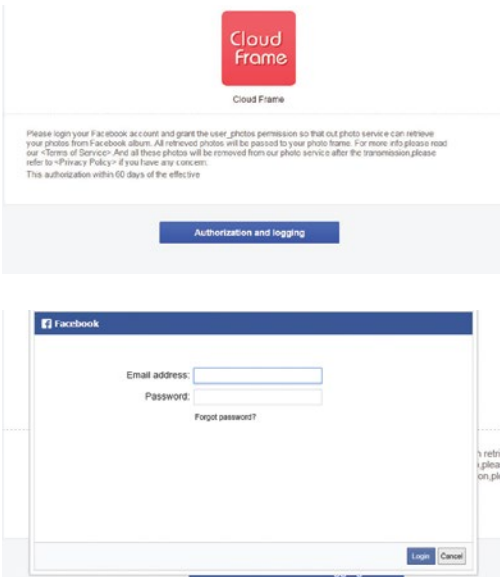 Cloud
Frame
Cloud Frame
Please login your Facebook account and grant the user_photos permission so that out photo service can retrieve
your photos from Facebook album. All retrieved photos will be passed to your photo frame. For more info please read
our <Terms of Service>.And all these photos will be removed from our photo service after the transmission,please
refer to <Privacy Policy> if you have any concern.
This authorization within 60 days of the effective
Authorization and logging
Facebook
Email address:
Password:
Forgot password?
Login Cancel